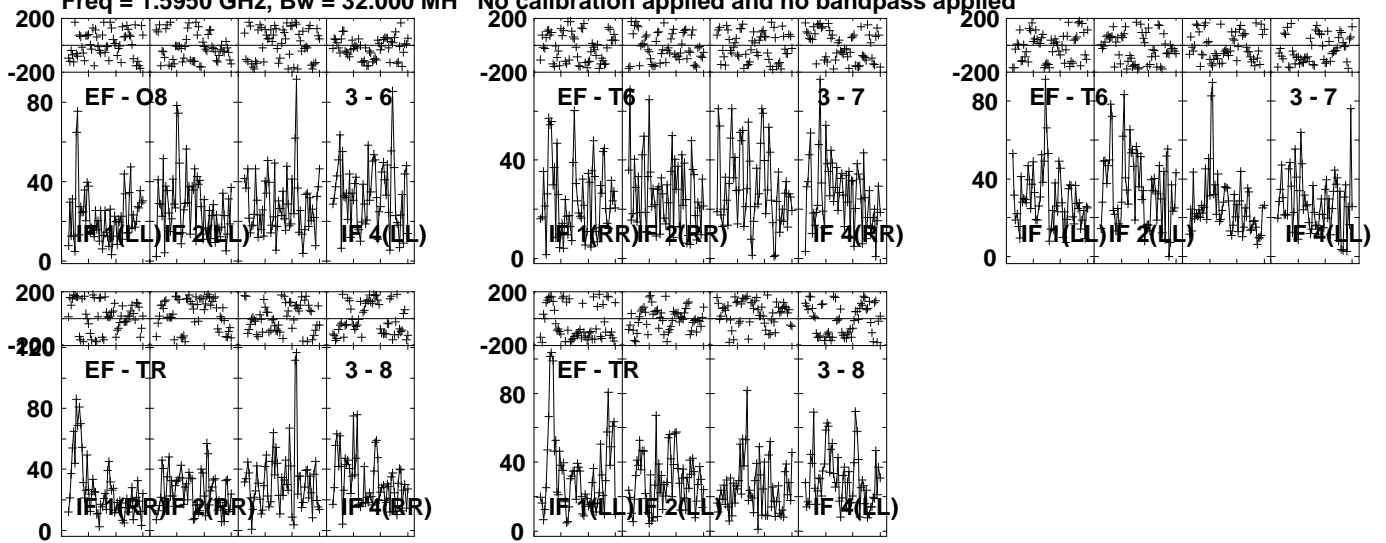 Freq = 1.5950 GHz, Bw = 32.000 MH No calibration applied and no bandpass applied
200 200 200
-200 -200 -200
EF - O8 3 - 6 EF - T6 3 - 7 EF - T6 3 - 7
80 80
40 40 40
IF 1(LL) IF 2(LL) IF 4(LL) IF 1(RR) IF 2(RR) IF 4(RR) IF 1(LL) IF 2(LL) IF 4(LL)
0 0 0
200 200
-200 -200
120
EF - TR 3 - 8 EF - TR 3 - 8
80 80
40 40
IF 1(RR) IF 2(RR) IF 4(RR) IF 1(LL) IF 2(LL) IF 4(LL)
0 0